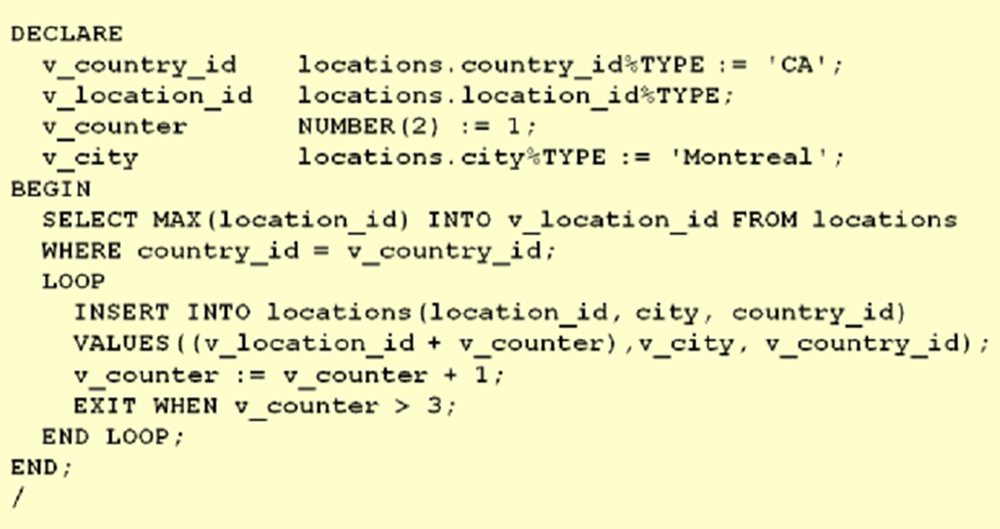 DECLARE
v_country_id locations.country_id%TYPE := 'CA';
v_location_id locations.location_id%TYPE;
v_counter NUMBER(2) := 1;
v_city locations.city%TYPE := 'Montreal';
BEGIN
SELECT MAX(location_id) INTO v_location_id FROM locations
WHERE country_id = v_country_id;
LOOP
INSERT INTO locations(location_id, city, country_id)
VALUES((v_location_id + v_counter),v_city, v_country_id);
v_counter := v_counter + 1;
EXIT WHEN v_counter > 3;
END LOOP;
END;
/